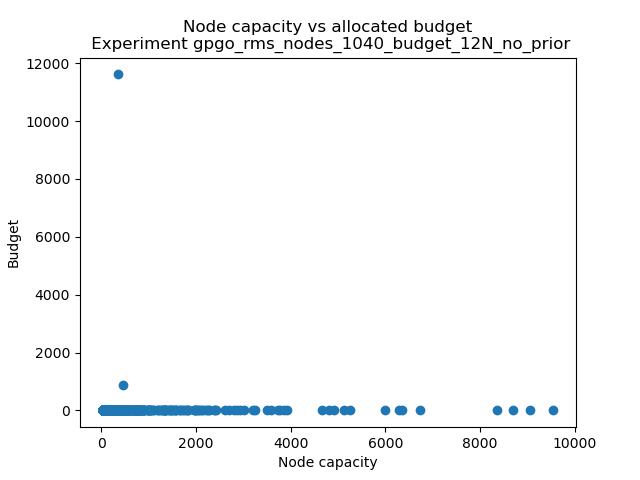 Node capacity vs allocated budget
Experiment gpgo_rms_nodes_1040_budget_12N_no_prior
12000
10000
8000
6000
4000
2000
0
Budget
0 2000 4000 6000 8000 10000
Node capacity